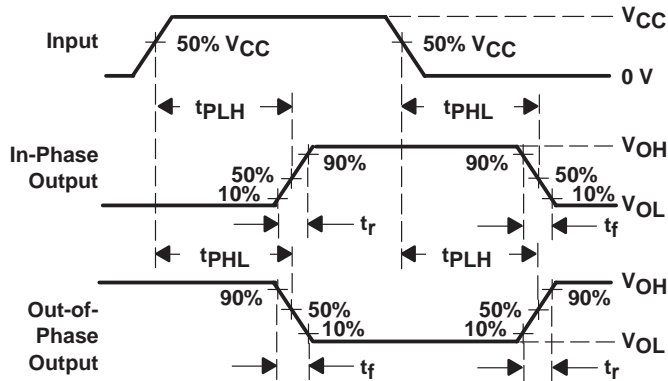 VCC
Input
50% VCC
50% VCC
0 V
tPLH
tPHL
In-Phase
Output
VOH
90%
90%
50%
50%
10%
10%
VOL
tr
tf
tPHL
tPLH
Out-of-
Phase
Output
VOH
90%
90%
50%
50%
10%
10%
VOL
tf
tr